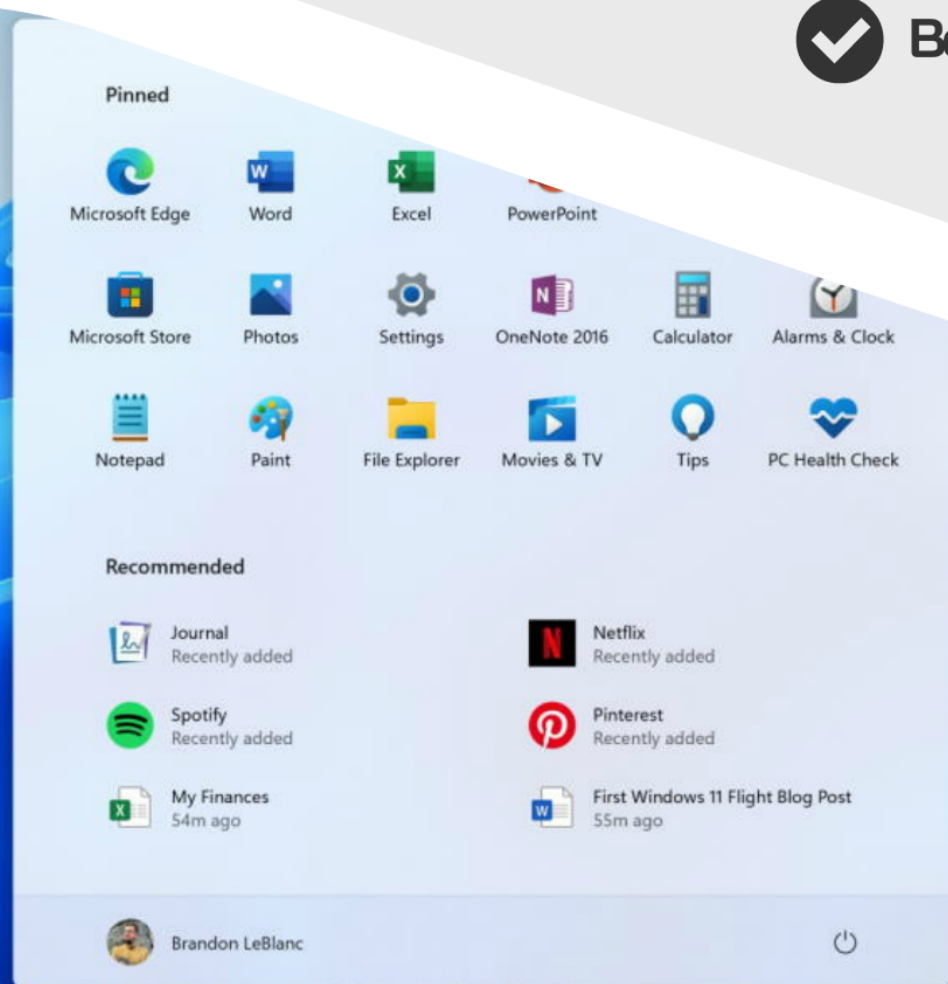 Pinned
Microsoft Edge Word Excel PowerPoint
Microsoft Store Photos Settings OneNote 2016 Calculator Alarms & Clock
Notepad Paint File Explorer Movies & TV Tips PC Health Check
Recommended
Journal
Recently added
Netflix
Recently added
Spotify
Recently added
Pinterest
Recently added
My Finances
54m ago
First Windows 11 Flight Blog Post
55m ago
Brandon LeBlanc